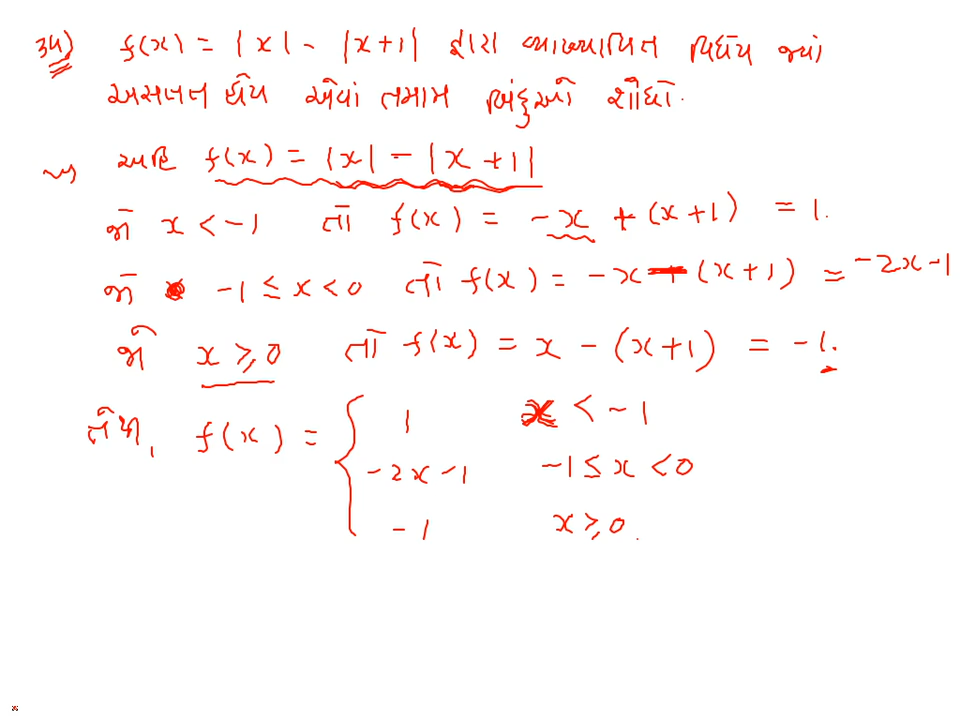 ૩૪) f(x) = |x| - |x+1| દ્વારા વ્યાખ્યાયિત વિધેય જ્યાં
અસતત હોય એવાં તમામ બિંદુઓ શોધો.
→ અહિં f(x) = |x| - |x+1|
જો x < -1 તો f(x) = -x + (x+1) = 1.
જો -1 ≤ x < 0 તો f(x) = -x - (x+1) = -2x-1
જો x ≥ 0 તો f(x) = x - (x+1) = -1.
તેથી, f(x) = { 1 x < -1
-2x-1 -1 ≤ x < 0
-1 x ≥ 0.